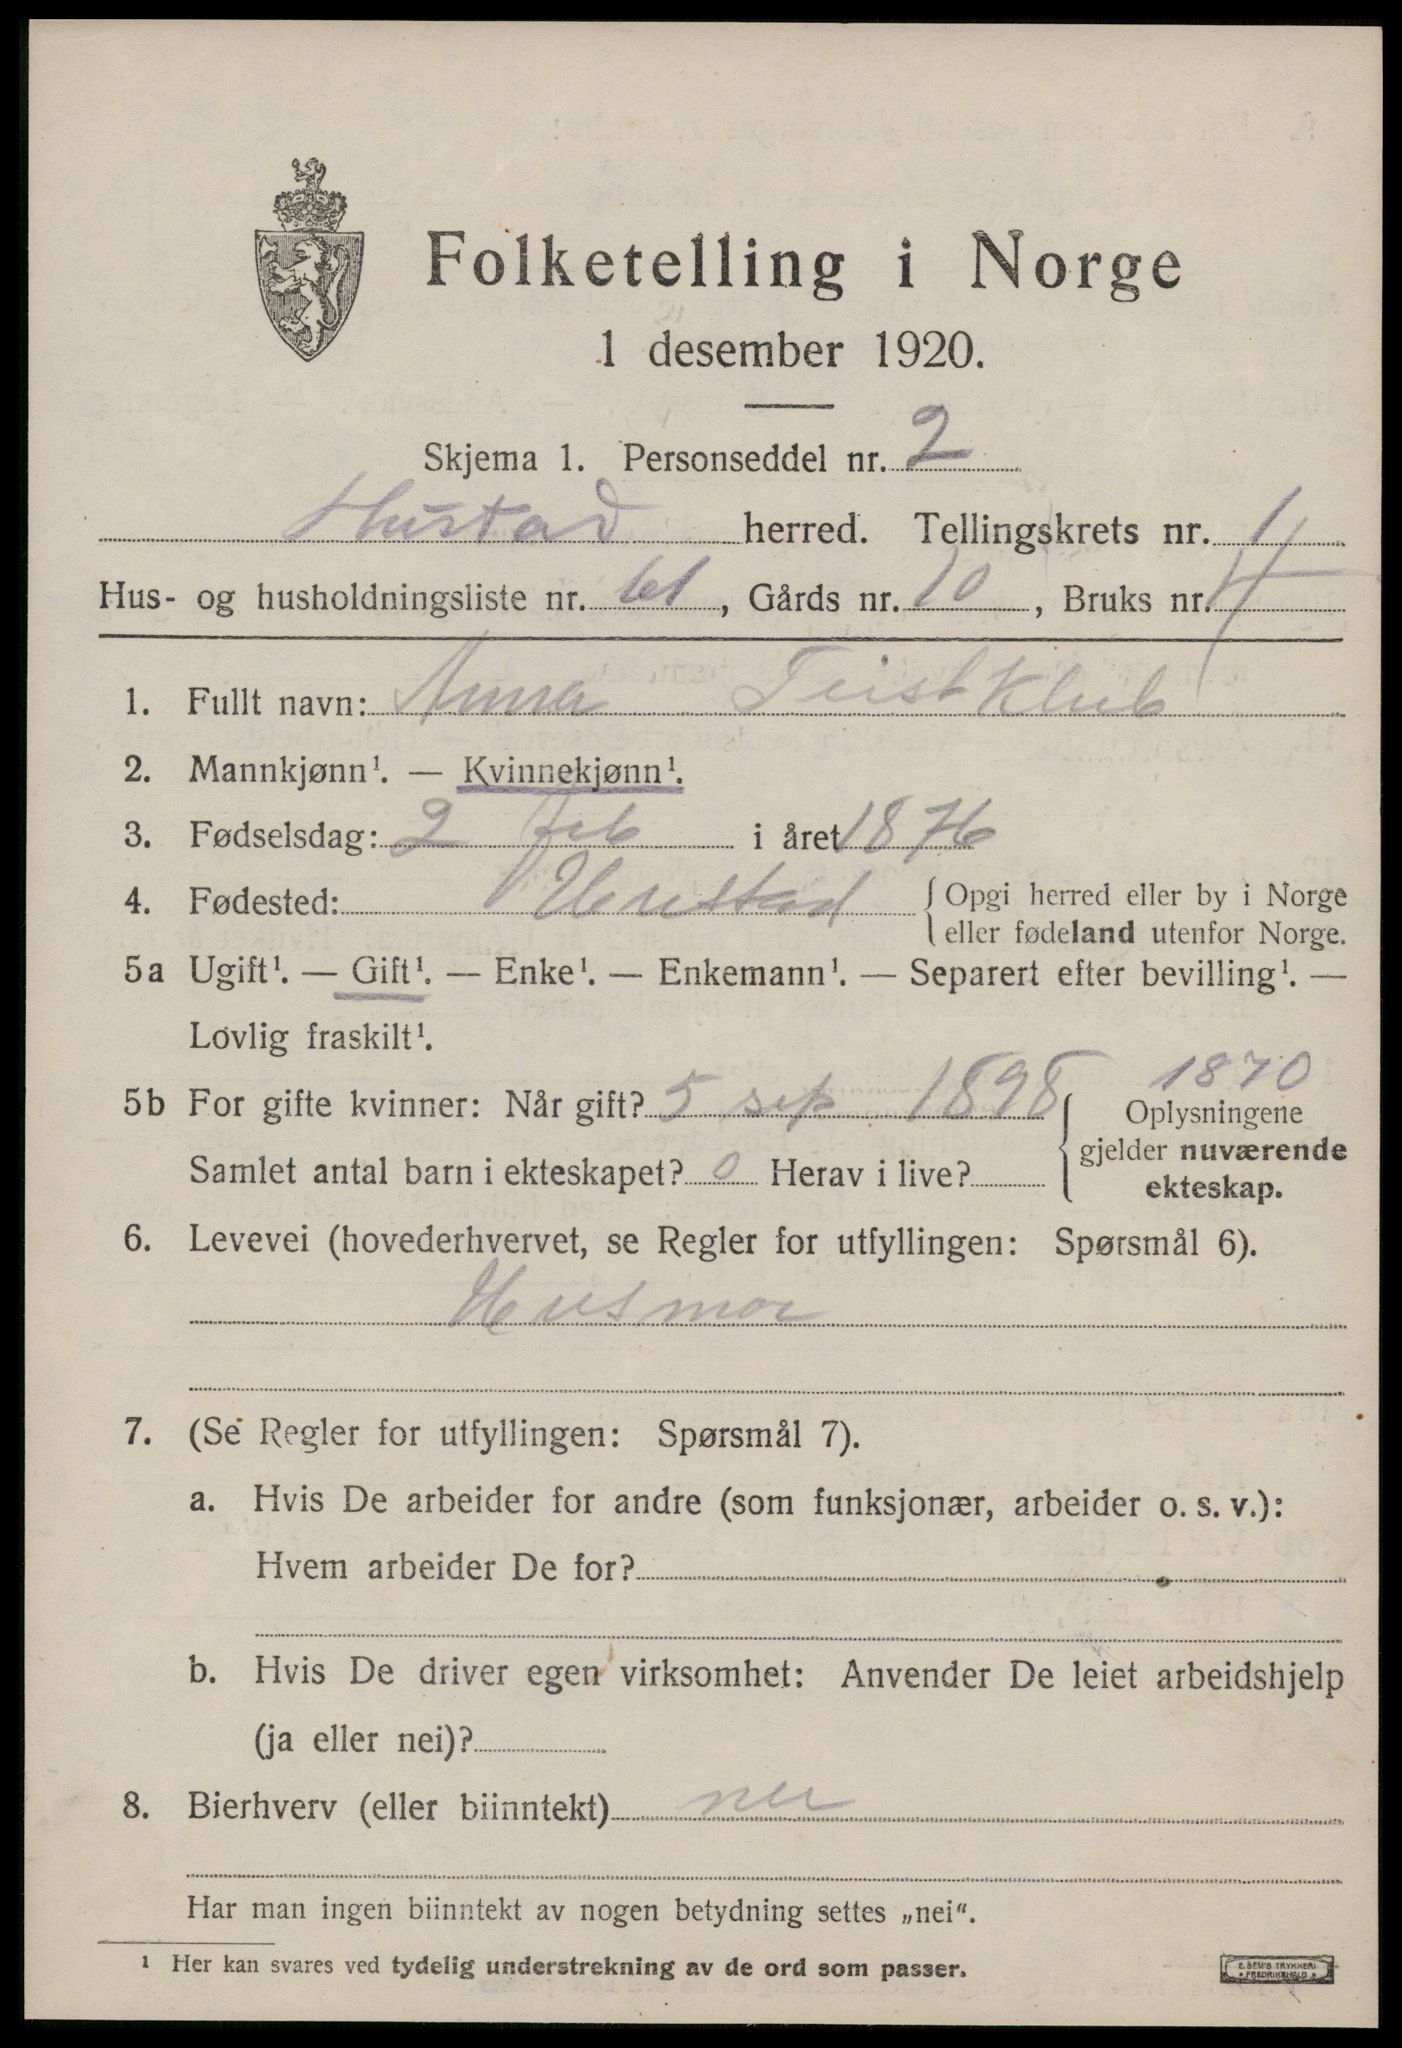 Folketelling i Norge
1 desember 1920.
Skjema 1. Personseddel nr. 2
Hustad herred. Tellingskrets nr. 1
Hus- og husholdningsliste nr. 61, Gårds nr. 10, Bruks nr. 4
1. Fullt navn: Anna Teistklub
2. Mannkjønn¹. — Kvinnekjønn¹.
3. Fødselsdag: 2 feb i året 1876
4. Fødested: Hustad { Opgi herred eller by i Norge
eller fødeland utenfor Norge.
5a Ugift¹. — Gift¹. — Enke¹. — Enkemann¹. — Separert efter bevilling¹. —
Lovlig fraskilt¹.
1870
5b For gifte kvinner: Når gift? 5 sep 1898 { Oplysningene
gjelder nuværende
Samlet antal barn i ekteskapet? 0 Herav i live?
ekteskap.
6. Levevei (hovederhvervet, se Regler for utfyllingen: Spørsmål 6).
Husmor
7. (Se Regler for utfyllingen: Spørsmål 7).
a. Hvis De arbeider for andre (som funksjonær, arbeider o. s. v.):
Hvem arbeider De for?
b. Hvis De driver egen virksomhet: Anvender De leiet arbeidshjelp
(ja eller nei)?
8. Bierhverv (eller biinntekt) nei
Har man ingen biinntekt av nogen betydning settes „nei“.
¹ Her kan svares ved tydelig understrekning av de ord som passer.
E. SEM'S TRYKKERI
FREDRIKSHALD